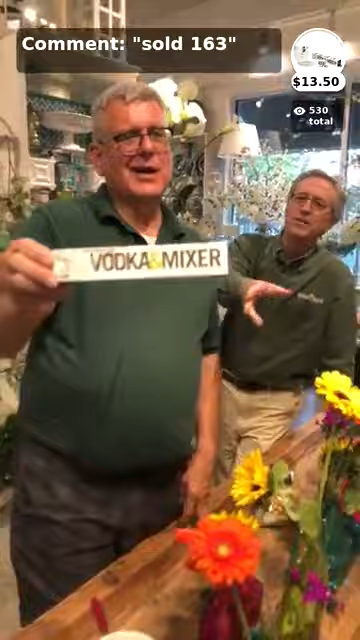 Comment: "sold 163"
$13.50
530
total
VODKA&MIXER